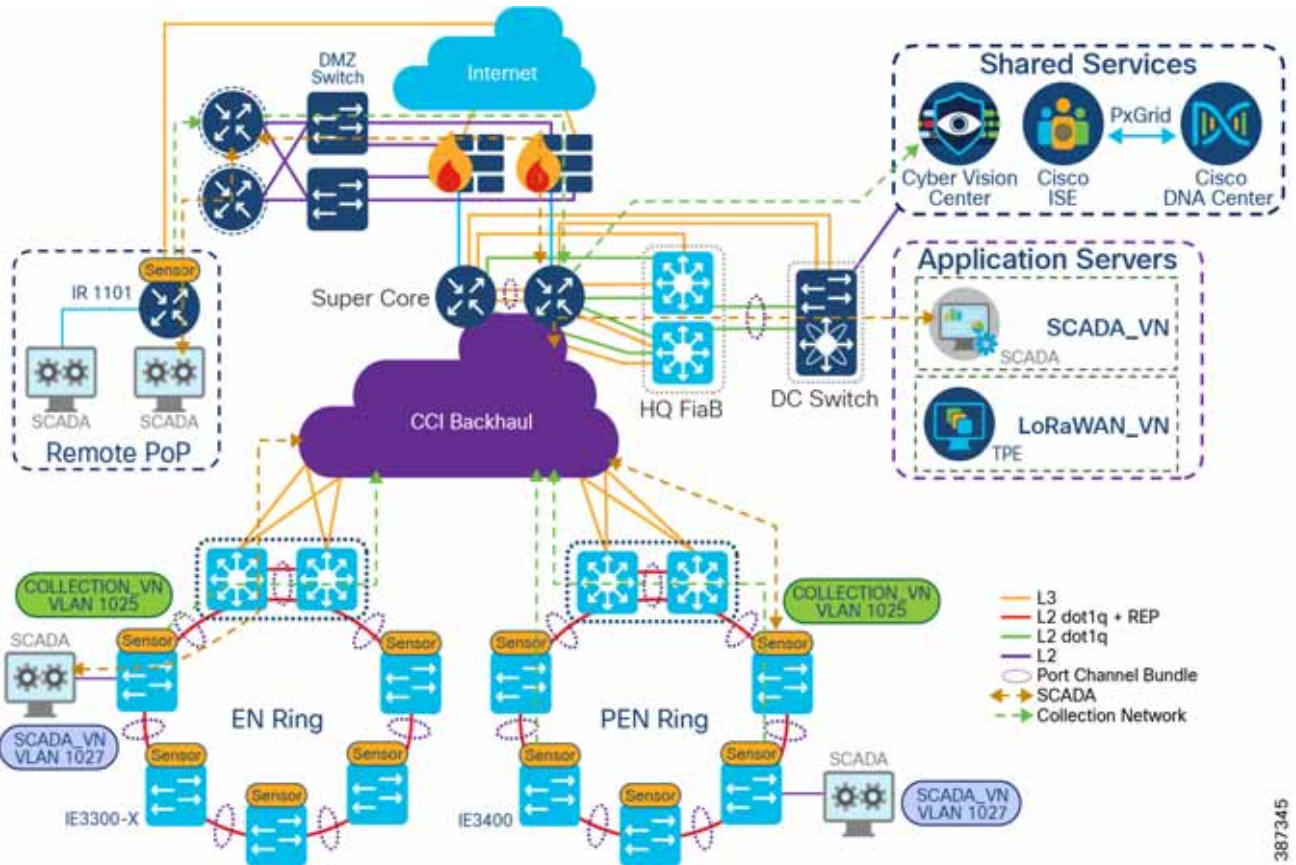 Internet
DMZ
Switch
Shared Services
PxGrid
Cyber Vision
Center
Cisco
ISE
Cisco
DNA Center
Sensor
IR 1101
SCADA
SCADA
Remote PoP
Super Core
HQ FiaB
DC Switch
Application Servers
SCADA_VN
SCADA
LoRaWAN_VN
TPE
CCI Backhaul
COLLECTION_VN
VLAN 1025
SCADA
Sensor
Sensor
EN Ring
SCADA_VN
VLAN 1027
Sensor
Sensor
Sensor
IE3300-X
COLLECTION_VN
VLAN 1025
Sensor
Sensor
PEN Ring
Sensor
Sensor
Sensor
IE3400
SCADA
SCADA_VN
VLAN 1027
L3
L2 dot1q + REP
L2 dot1q
L2
Port Channel Bundle
SCADA
Collection Network
387345